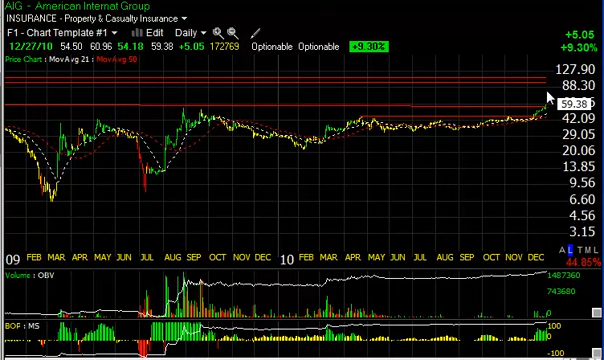 AIG - American Internat Group
INSURANCE - Property & Casualty Insurance
F1 - Chart Template #1 Edit Daily
12/27/10 54.50 60.96 54.18 59.38 +5.05 172769 Optionable Optionable +9.30%
+5.05
+9.30%
Price Chart : MovAvg 21 : MovAvg 50
127.90
88.30
59.38
42.09
29.05
20.06
13.85
9.56
6.60
4.56
3.15
09 FEB MAR APR MAY JUN JUL AUG SEP OCT NOV DEC 10 FEB MAR APR MAY JUN JUL AUG SEP OCT NOV DEC
A L T M L
44.85%
Volume : OBV
1487360
743680
0
BOP : MS
100
0
-100